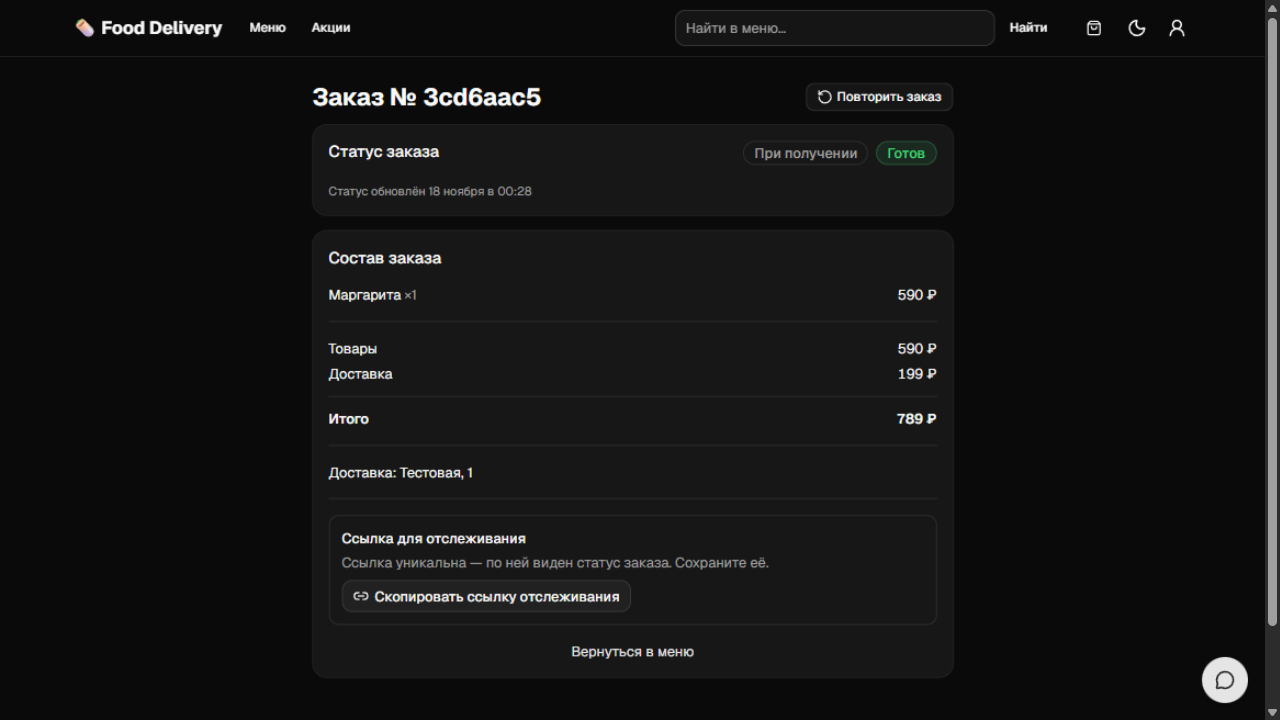 Food Delivery Меню Акции Найти в меню... Найти
Заказ № 3cd6aac5 Повторить заказ
Статус заказа При получении Готов
Статус обновлён 18 ноября в 00:28
Состав заказа
Маргарита ×1 590 ₽
Товары 590 ₽
Доставка 199 ₽
Итого 789 ₽
Доставка: Тестовая, 1
Ссылка для отслеживания
Ссылка уникальна — по ней виден статус заказа. Сохраните её.
Скопировать ссылку отслеживания
Вернуться в меню